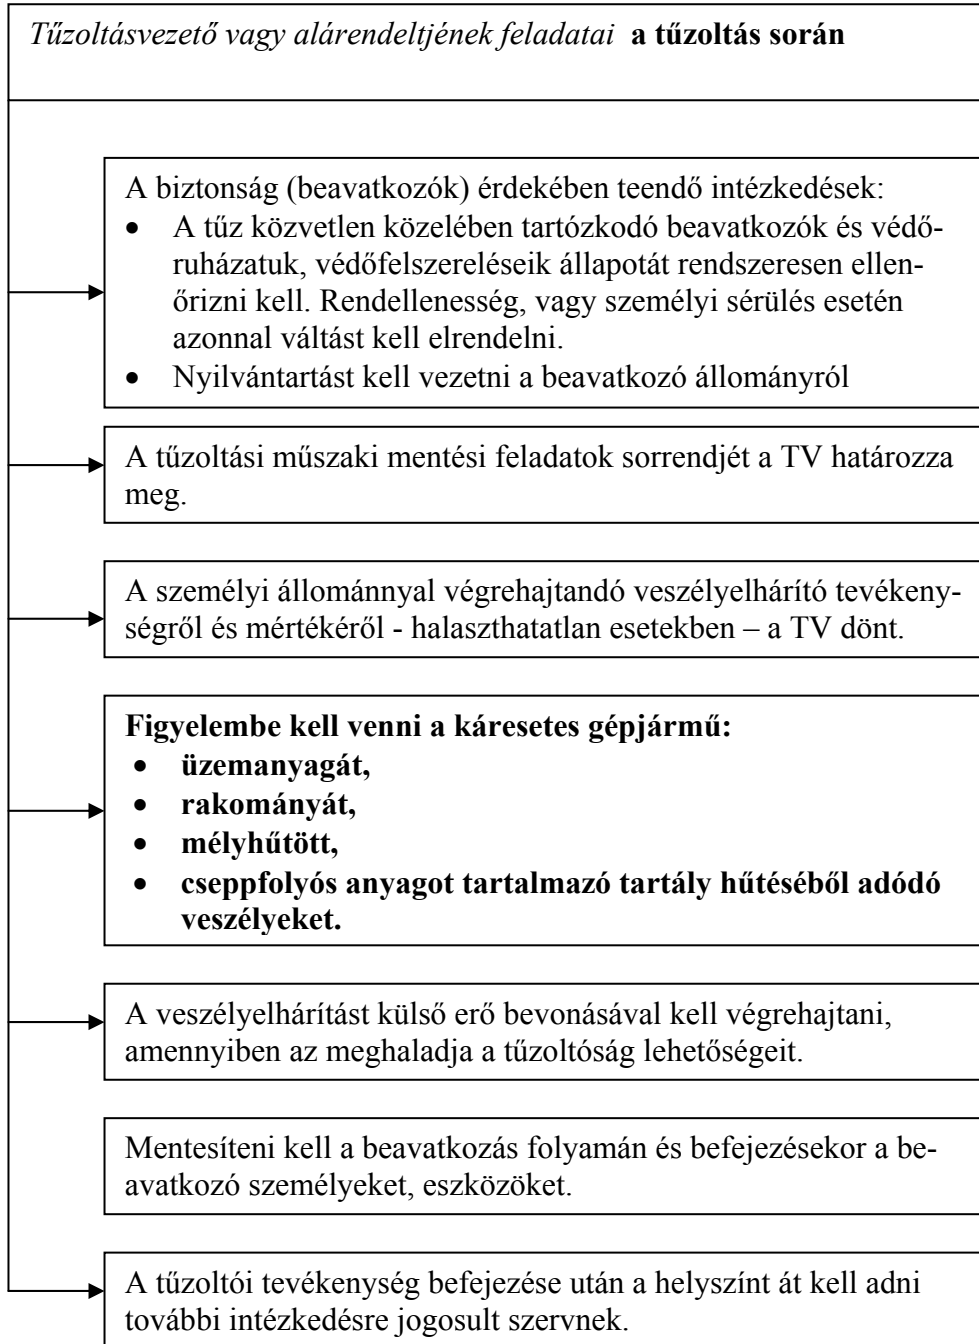 Tűzoltásvezető vagy alárendeltjének feladatai a tűzoltás során
A biztonság (beavatkozók) érdekében teendő intézkedések:
• A tűz közvetlen közelében tartózkodó beavatkozók és védő-
ruházatuk, védőfelszereléseik állapotát rendszeresen ellen-
őrizni kell. Rendellenesség, vagy személyi sérülés esetén
azonnal váltást kell elrendelni.
• Nyilvántartást kell vezetni a beavatkozó állományról
A tűzoltási műszaki mentési feladatok sorrendjét a TV határozza
meg.
A személyi állománnyal végrehajtandó veszélyelhárító tevékeny-
ségről és mértékéről - halaszthatatlan esetekben – a TV dönt.
Figyelembe kell venni a káresetes gépjármű:
• üzemanyagát,
• rakományát,
• mélyhűtött,
• cseppfolyós anyagot tartalmazó tartály hűtéséből adódó
veszélyeket.
A veszélyelhárítást külső erő bevonásával kell végrehajtani,
amennyiben az meghaladja a tűzoltóság lehetőségeit.
Mentesíteni kell a beavatkozás folyamán és befejezésekor a be-
avatkozó személyeket, eszközöket.
A tűzoltói tevékenység befejezése után a helyszínt át kell adni
további intézkedésre jogosult szervnek.